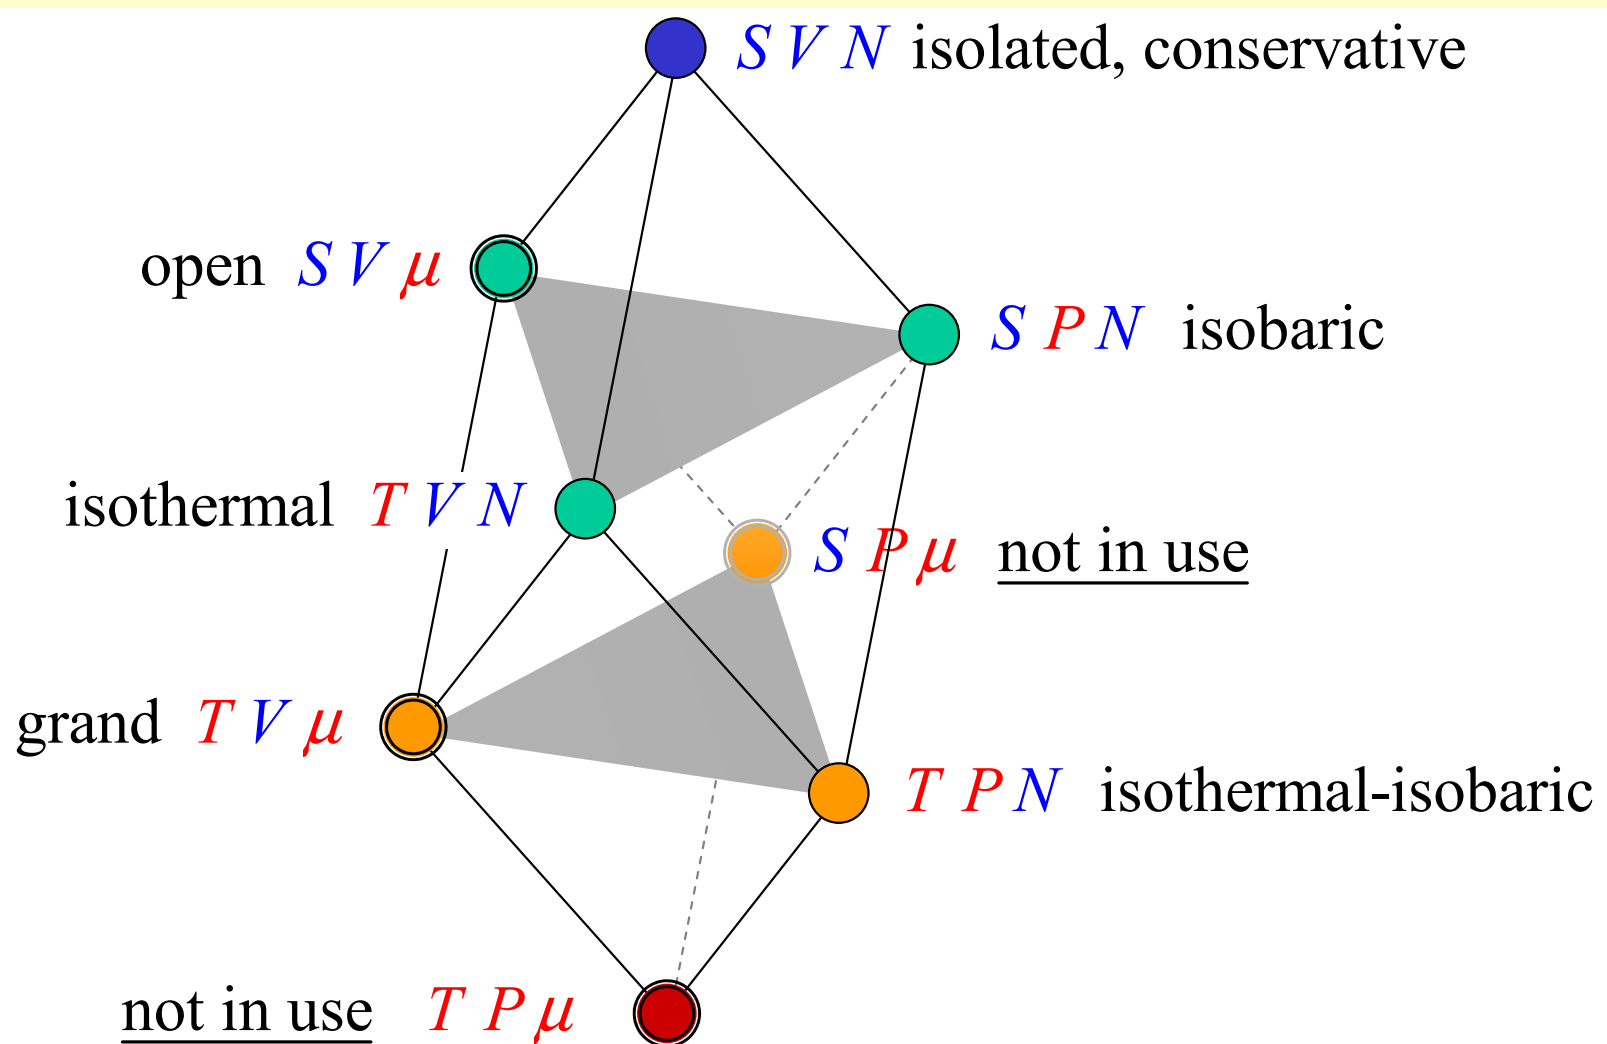 S V N isolated, conservative
open S V μ
S P N isobaric
isothermal T V N
S P μ not in use
grand T V μ
T P N isothermal-isobaric
not in use T P μ